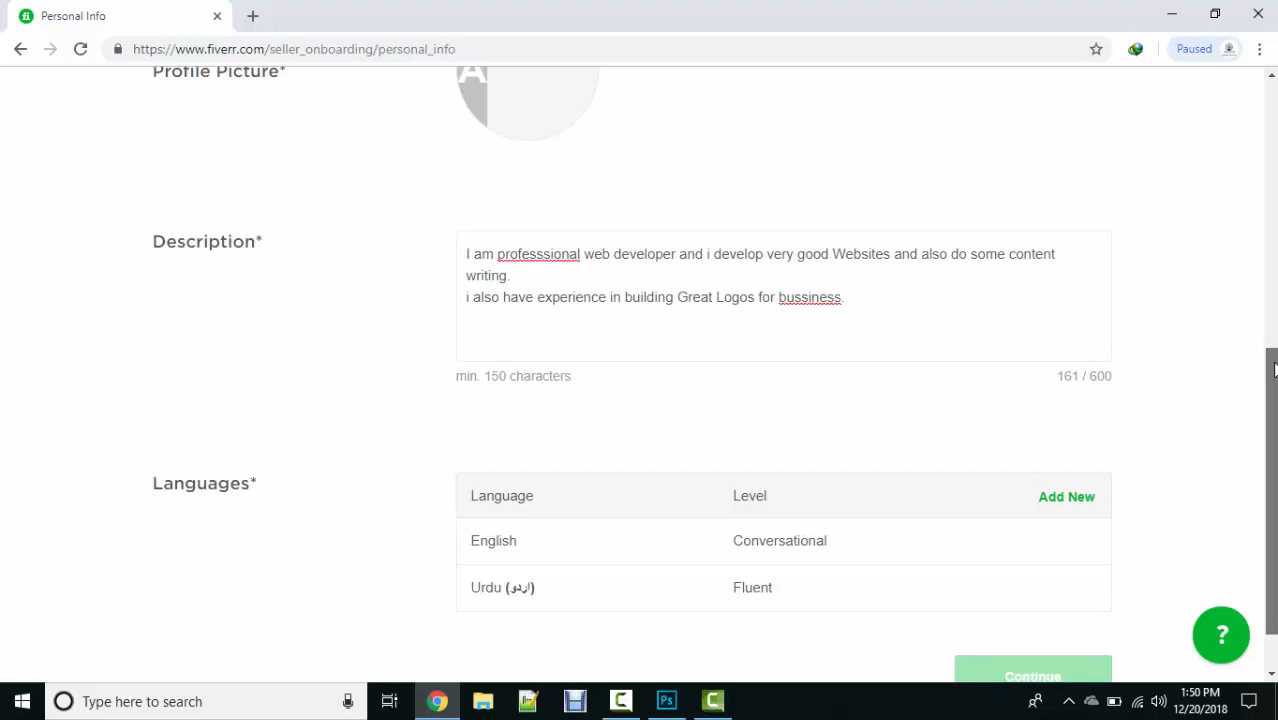 Personal Info
https://www.fiverr.com/seller_onboarding/personal_info
Paused
Profile Picture*
A
Description*
I am professsional web developer and i develop very good Websites and also do some content
writing.
i also have experience in building Great Logos for bussiness.
min. 150 characters
161 / 600
Languages*
Language Level Add New
English Conversational
Urdu (اردو) Fluent
?
Continue
Type here to search
Ps
1:50 PM
12/20/2018